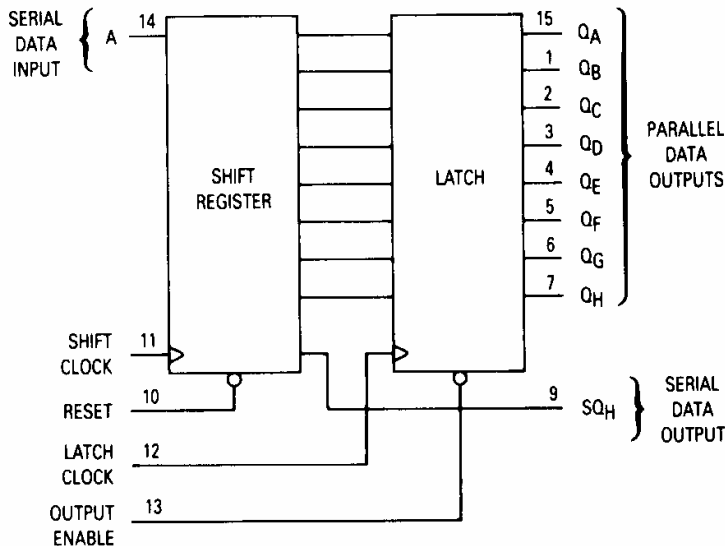 SERIAL
DATA
INPUT
A
14
SHIFT
REGISTER
LATCH
15
QA
1
QB
2
QC
3
QD
4
QE
5
QF
6
QG
7
QH
PARALLEL
DATA
OUTPUTS
SHIFT
CLOCK
11
RESET
10
LATCH
CLOCK
12
OUTPUT
ENABLE
13
9
SQH
SERIAL
DATA
OUTPUT